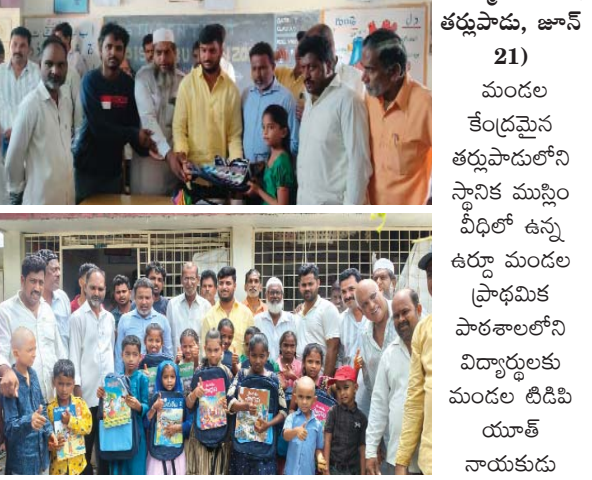 తర్లుపాడు, జూన్
21)
మండల
కేంద్రమైన
తర్లుపాడులోని
స్థానిక ముస్లిం
వీధిలో ఉన్న
ఉర్దూ మండల
ప్రాథమిక
పాఠశాలలోని
విద్యార్థులకు
మండల టిడిపి
యూత్
నాయకుడు